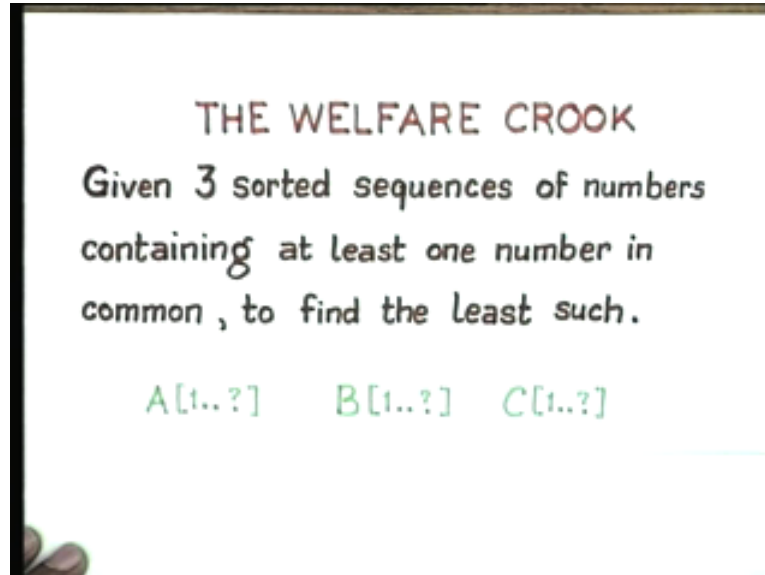 THE WELFARE CROOK
Given 3 sorted sequences of numbers
containing at least one number in
common, to find the least such.
A[1..?] B[1..?] C[1..?]